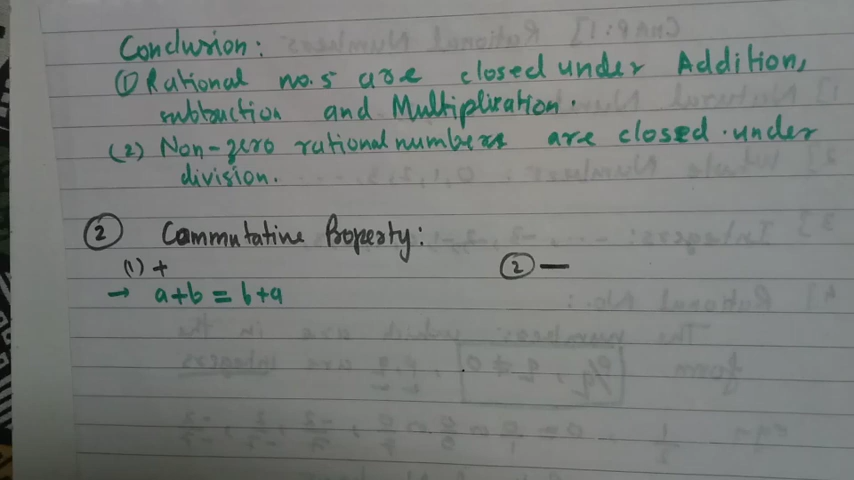 Conclusion:
(1) Rational no.s are closed under Addition,
subtraction and Multiplication.
(2) Non-zero rational numbers are closed under
division.
(2) Commutative Property:
(1) + (2) —
→ a+b = b+a